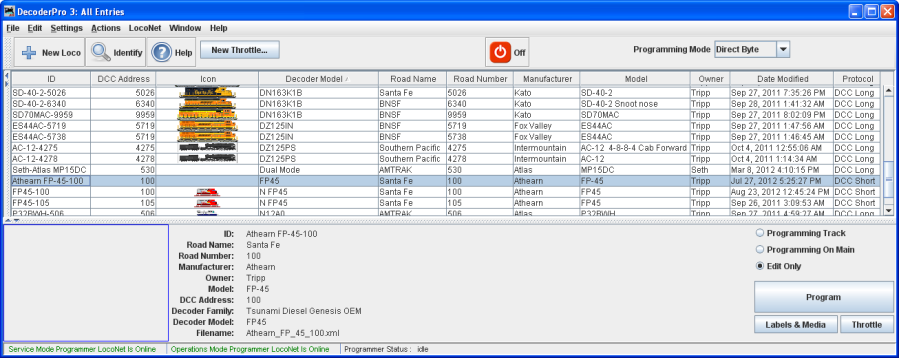 DecoderPro 3: All Entries
File Edit Settings Actions LocoNet Window Help
New Loco Identify Help New Throttle... Off Programming Mode Direct Byte
ID DCC Address Icon Decoder Model Road Name Road Number Manufacturer Model Owner Date Modified Protocol
SD-40-2-5026 5026 DN163K1B Santa Fe 5026 Kato SD-40-2 Tripp Sep 27, 2011 7:35:26 PM DCC Long
SD-40-2-6340 6340 DN163K1B BNSF 6340 Kato SD-40-2 Snoot nose Tripp Sep 28, 2011 1:41:32 AM DCC Long
SD70MAC-9959 9959 DN163K1B BNSF 9959 Kato SD70MAC Tripp Sep 27, 2011 8:02:09 PM DCC Long
ES44AC-5719 5719 DZ125IN BNSF 5719 Fox Valley ES44AC Tripp Sep 27, 2011 1:47:56 AM DCC Long
ES44AC-5738 5738 DZ125IN BNSF 5738 Fox Valley ES44AC Tripp Sep 27, 2011 1:46:45 AM DCC Long
AC-12-4275 4275 DZ125PS Southern Pacific 4275 Intermountain AC-12 4-8-8-4 Cab Forward Tripp Oct 4, 2011 12:55:06 AM DCC Long
AC-12-4278 4278 DZ125PS Southern Pacific 4278 Intermountain AC-12 Tripp Oct 4, 2011 1:14:34 AM DCC Long
Seth-Atlas MP15DC 530 Dual Mode AMTRAK 530 Atlas MP15DC Seth Mar 8, 2012 4:10:15 PM DCC Long
Athearn FP-45-100 100 FP45 Santa Fe 100 Athearn FP-45 Tripp Jul 27, 2012 5:25:27 PM DCC Short
FP45-100 100 N FP45 Santa Fe 100 Athearn FP45 Tripp Aug 23, 2012 12:45:24 PM DCC Short
FP45-105 105 N FP45 Santa Fe 105 Athearn FP45 Tripp Sep 26, 2011 3:09:53 AM DCC Short
P32BWH-506 506 N12A0 AMTRAK 506 Atlas P32BWH Tripp Sep 27, 2011 4:59:27 AM DCC Long
ID: Athearn FP-45-100
Road Name: Santa Fe
Road Number: 100
Manufacturer: Athearn
Owner: Tripp
Model: FP-45
DCC Address: 100
Decoder Family: Tsunami Diesel Genesis OEM
Decoder Model: FP45
Filename: Athearn_FP_45_100.xml
Programming Track
Programming On Main
Edit Only
Program
Labels & Media Throttle
Service Mode Programmer LocoNet Is Online Operations Mode Programmer LocoNet Is Online Programmer Status : idle